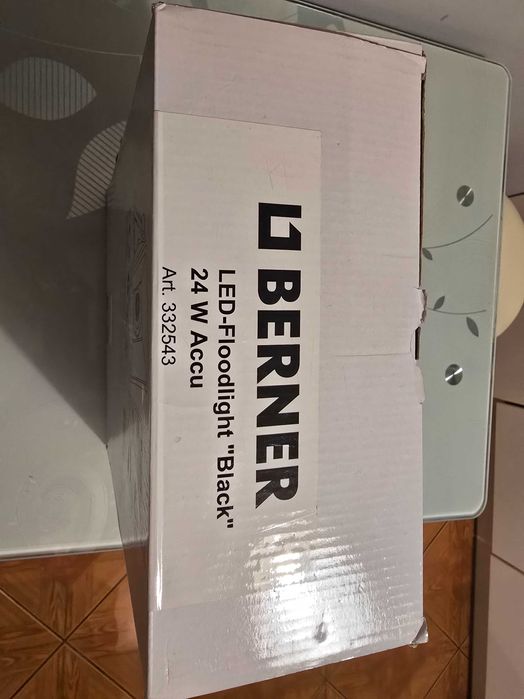 BERNER
LED-Floodlight "Black"
24 W Accu
Art. 332543